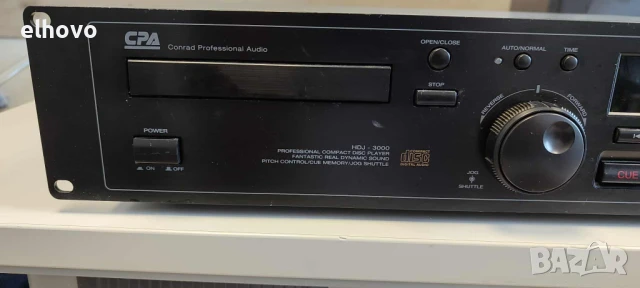 elhovo
CPA Conrad Professional Audio
OPEN/CLOSE
AUTO/NORMAL TIME
STOP
REVERSE FORWARD
POWER
ON OFF
HDJ - 3000
PROFESSIONAL COMPACT DISC PLAYER
FANTASTIC REAL DYNAMIC SOUND
PITCH CONTROL/CUE MEMORY/JOG SHUTTLE
COMPACT disc DIGITAL AUDIO
JOG
SHUTTLE
CUE
BAZAR